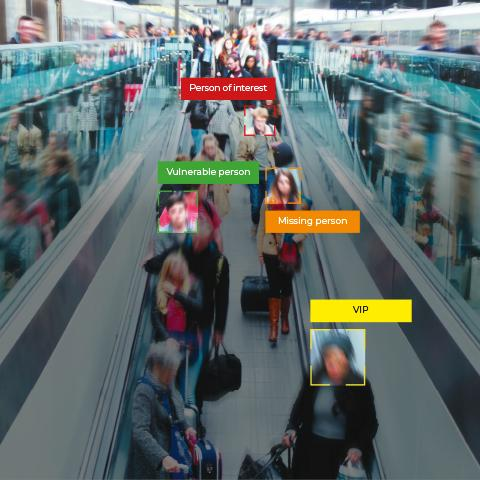 Person of interest
Vulnerable person
Missing person
VIP